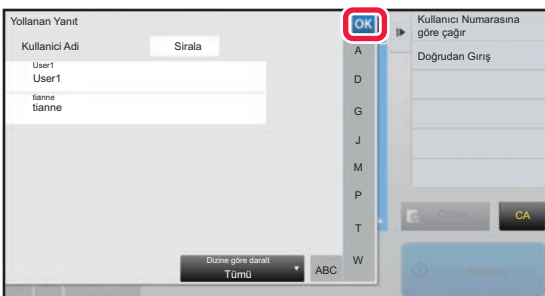 Yollanan Yanıt
OK
Kullanici Adi
Sirala
User1
User1
tianne
tianne
A
D
G
J
M
P
T
W
Dizine göre daralt
Tümü
ABC
Kullanıcı Numarasına
göre çağır
Doğrudan Giriş
CA